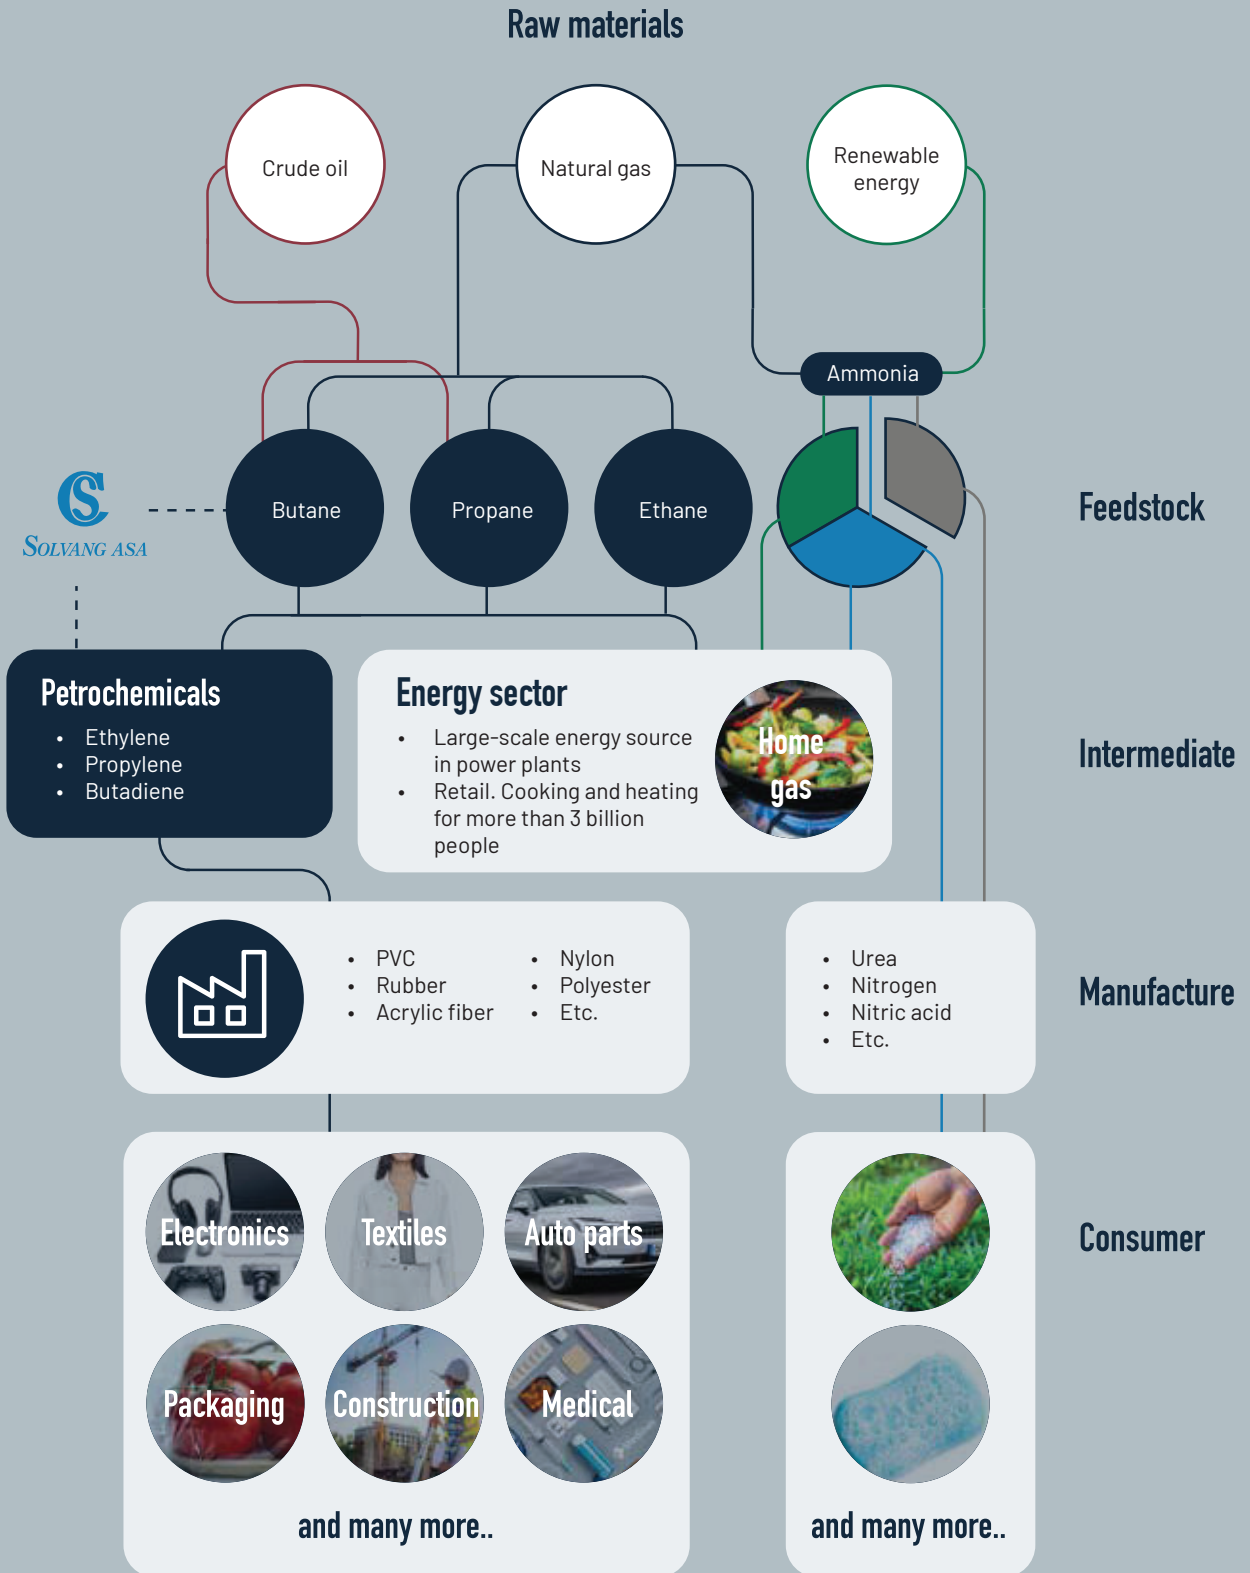 Raw materials
Crude oil
Natural gas
Renewable
energy
Ammonia
Butane
Propane
Ethane
Feedstock
SOLVANG ASA
Petrochemicals
• Ethylene
• Propylene
• Butadiene
Energy sector
• Large-scale energy source
in power plants
• Retail. Cooking and heating
for more than 3 billion
people
Home
gas
Intermediate
• PVC
• Rubber
• Acrylic fiber
• Nylon
• Polyester
• Etc.
• Urea
• Nitrogen
• Nitric acid
• Etc.
Manufacture
Electronics
Textiles
Auto parts
Consumer
Packaging
Construction
Medical
and many more..
and many more..